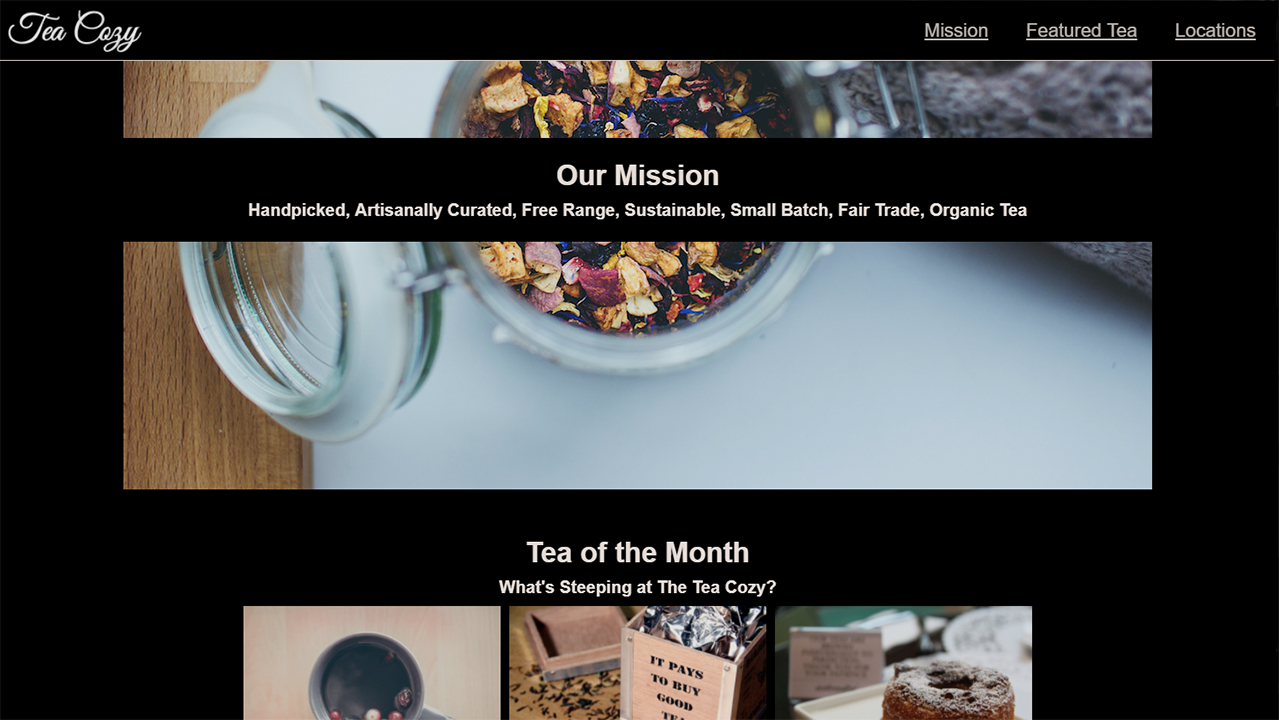 Tea Cozy
Mission
Featured Tea
Locations
Our Mission
Handpicked, Artisanally Curated, Free Range, Sustainable, Small Batch, Fair Trade, Organic Tea
Tea of the Month
What's Steeping at The Tea Cozy?
IT PAYS
TO BUY
GOOD